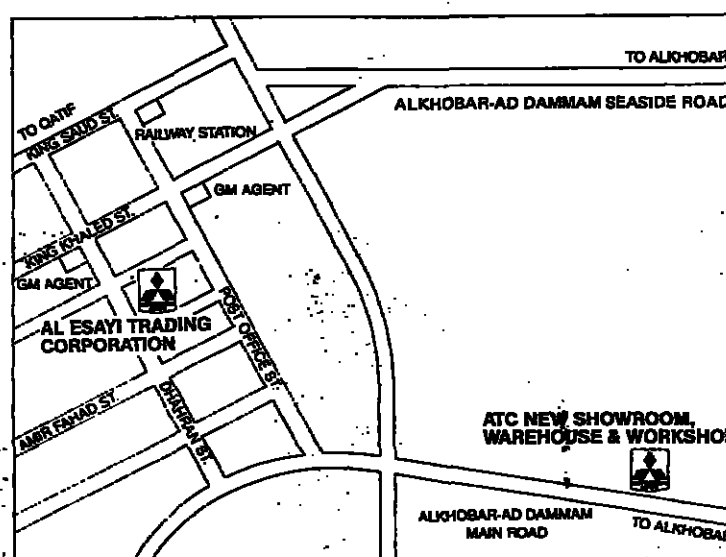 TO ALKHOBAR
ALKHOBAR-AD DAMMAM SEASIDE ROAD
TO QATIF
KING SAUD ST.
RAILWAY STATION
GM AGENT
KING KHALED ST.
GM AGENT
AL ESAYI TRADING
CORPORATION
POST OFFICE ST.
AMIR FAHAD ST.
DHAHRAN ST.
ATC NEW SHOWROOM,
WAREHOUSE & WORKSHO
ALKHOBAR-AD DAMMAM
MAIN ROAD
TO ALKHOBAR